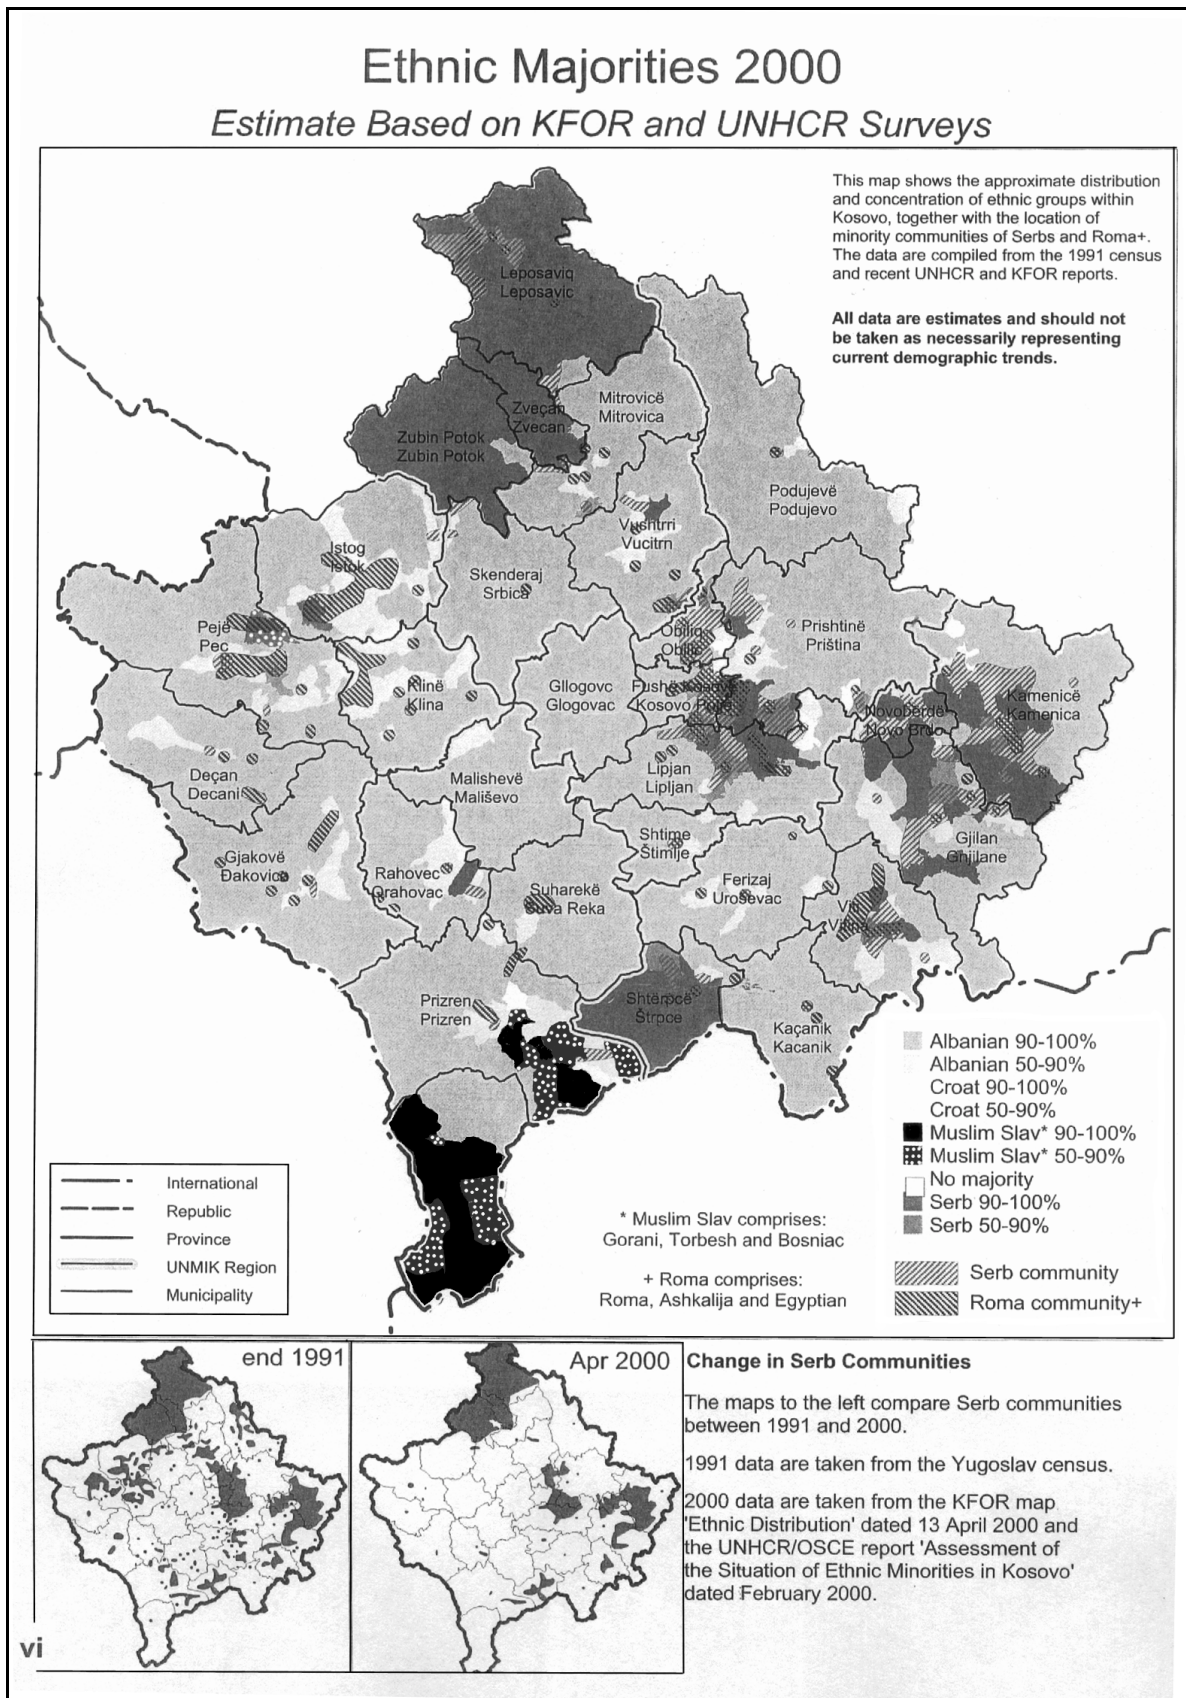 Ethnic Majorities 2000
Estimate Based on KFOR and UNHCR Surveys
This map shows the approximate distribution
and concentration of ethnic groups within
Kosovo, together with the location of
minority communities of Serbs and Roma+.
The data are compiled from the 1991 census
and recent UNHCR and KFOR reports.
All data are estimates and should not
be taken as necessarily representing
current demographic trends.
Leposaviq
Leposavic
Mitrovicë
Mitrovica
Zveçan
Zvecan
Zubin Potok
Zubin Potok
Podujevë
Podujevo
Vushtrri
Vucitrn
Istog
Istok
Skenderaj
Srbica
Pejë
Pec
Obiliq
Obilic
Prishtinë
Priština
Klinë
Klina
Gllogovc
Glogovac
Fushë Kosovë
Kosovo Polje
Novobërdë
Novo Brdo
Kamenicë
Kamenica
Deçan
Decani
Malishevë
Mališevo
Lipjan
Lipljan
Shtime
Štimlje
Gjilan
Gnjilane
Gjakovë
Đakovica
Rahovec
Orahovac
Suharekë
Suva Reka
Ferizaj
Uroševac
Viti
Vitina
Prizren
Prizren
Shtërpcë
Štrpce
Kaçanik
Kacanik
Albanian 90-100%
Albanian 50-90%
Croat 90-100%
Croat 50-90%
Muslim Slav* 90-100%
Muslim Slav* 50-90%
No majority
Serb 90-100%
Serb 50-90%
Serb community
Roma community+
International
Republic
Province
UNMIK Region
Municipality
* Muslim Slav comprises:
Gorani, Torbesh and Bosniac
+ Roma comprises:
Roma, Ashkalija and Egyptian
end 1991
Apr 2000
Change in Serb Communities
The maps to the left compare Serb communities
between 1991 and 2000.
1991 data are taken from the Yugoslav census.
2000 data are taken from the KFOR map
'Ethnic Distribution' dated 13 April 2000 and
the UNHCR/OSCE report 'Assessment of
the Situation of Ethnic Minorities in Kosovo'
dated February 2000.
vi